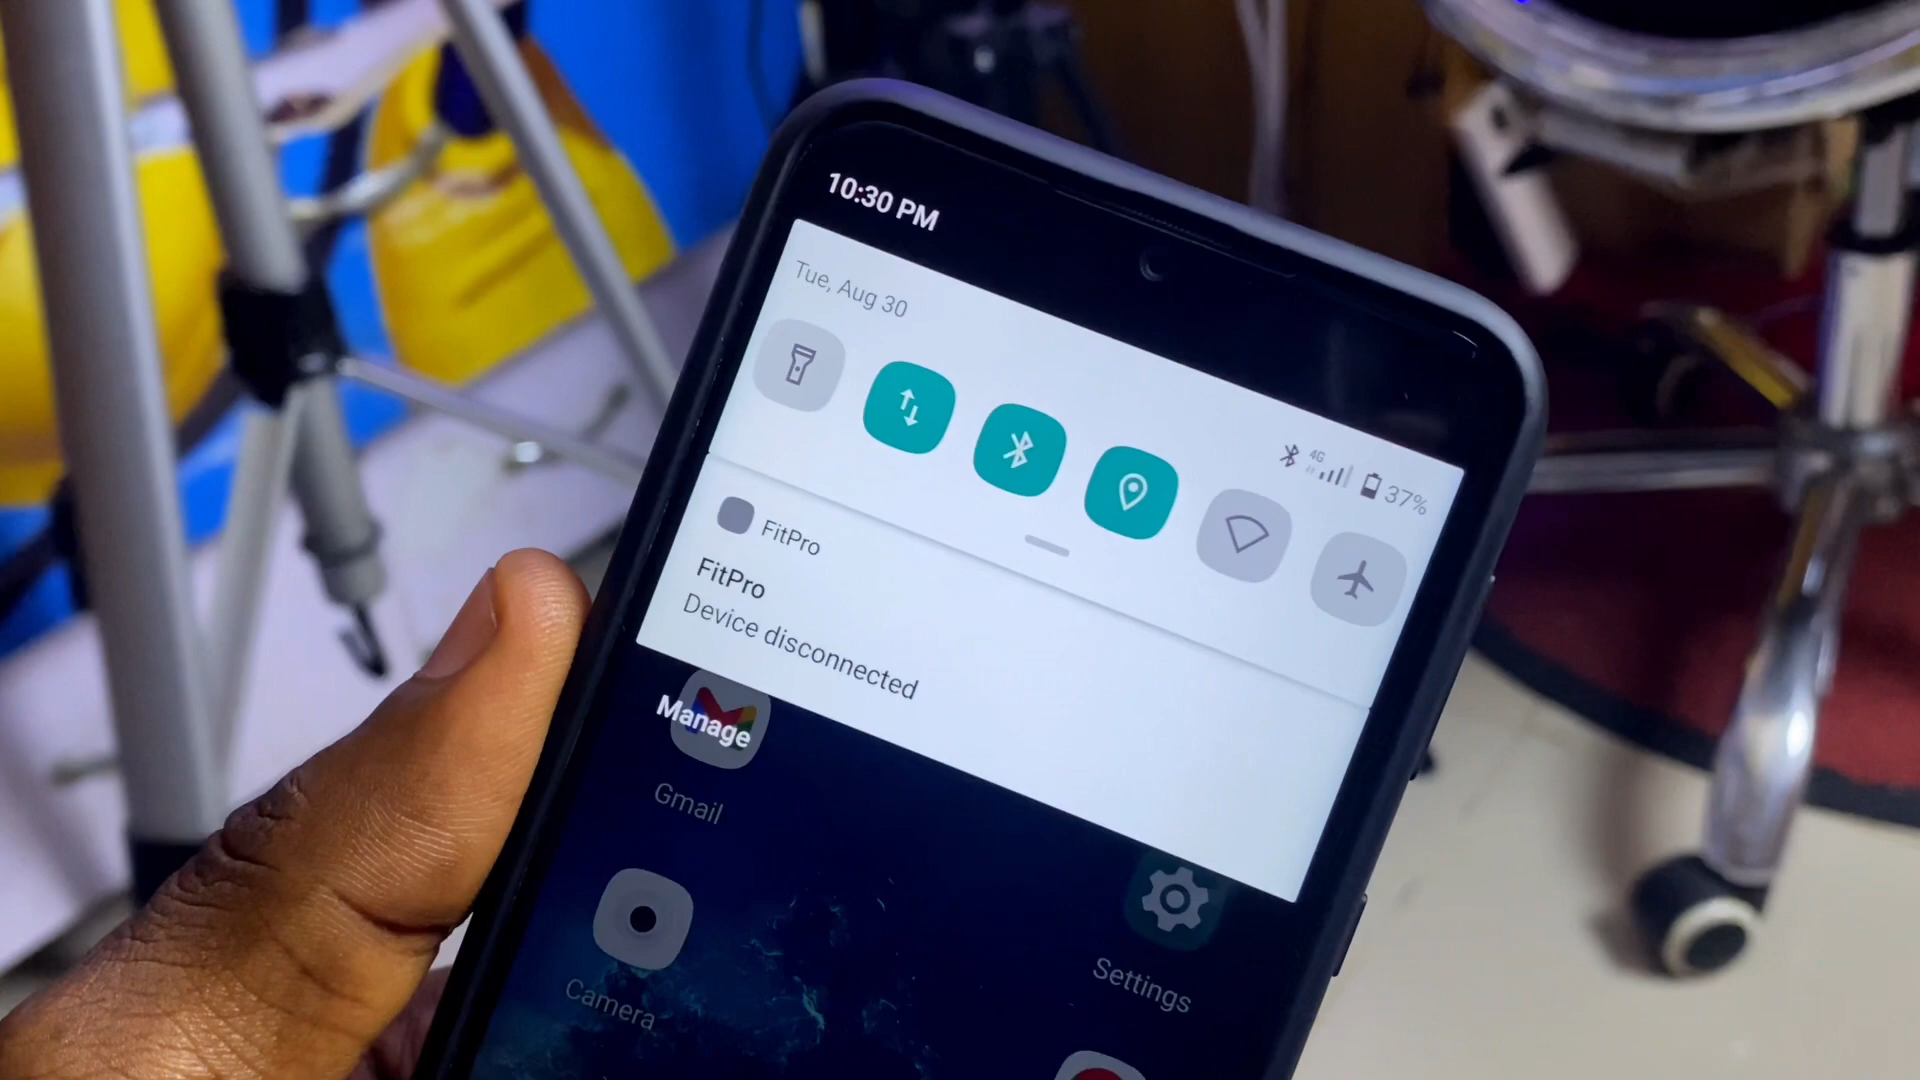 10:30 PM
Tue, Aug 30
4G
37%
FitPro
FitPro
Device disconnected
Manage
Gmail
Camera
Settings